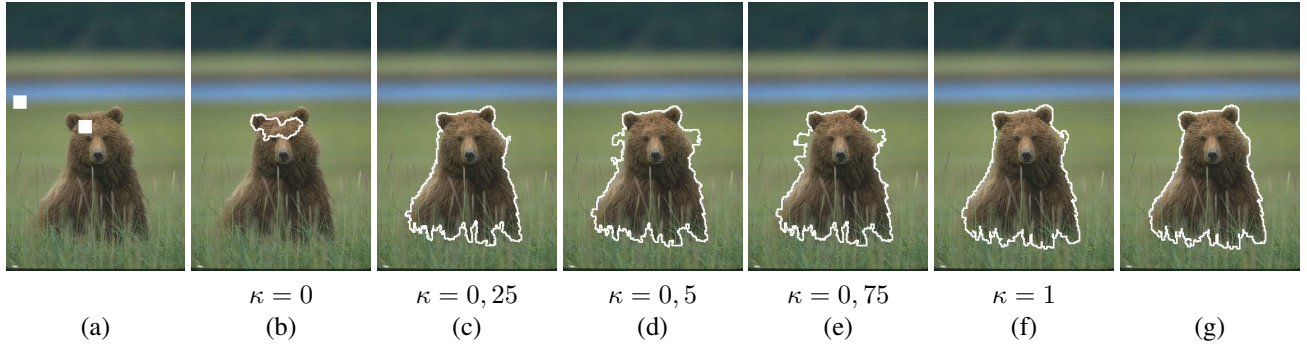 κ = 0 κ = 0, 25 κ = 0, 5 κ = 0, 75 κ = 1
(a) (b) (c) (d) (e) (f) (g)